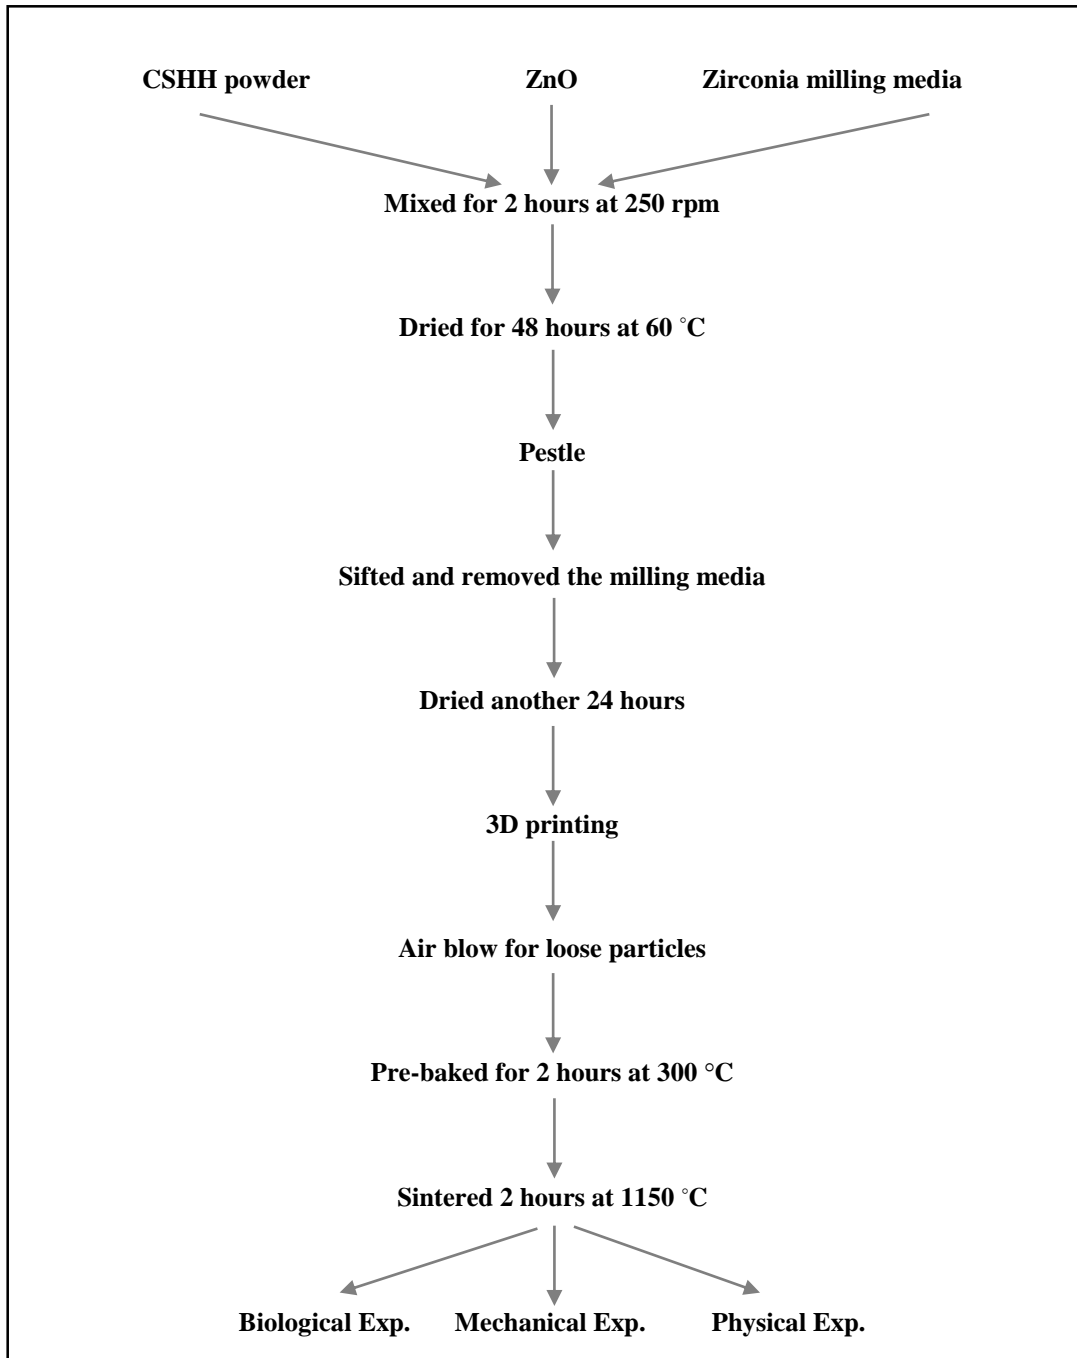 CSHH powder
ZnO
Zirconia milling media
Mixed for 2 hours at 250 rpm
Dried for 48 hours at 60 °C
Pestle
Sifted and removed the milling media
Dried another 24 hours
3D printing
Air blow for loose particles
Pre-baked for 2 hours at 300 °C
Sintered 2 hours at 1150 °C
Biological Exp.
Mechanical Exp.
Physical Exp.